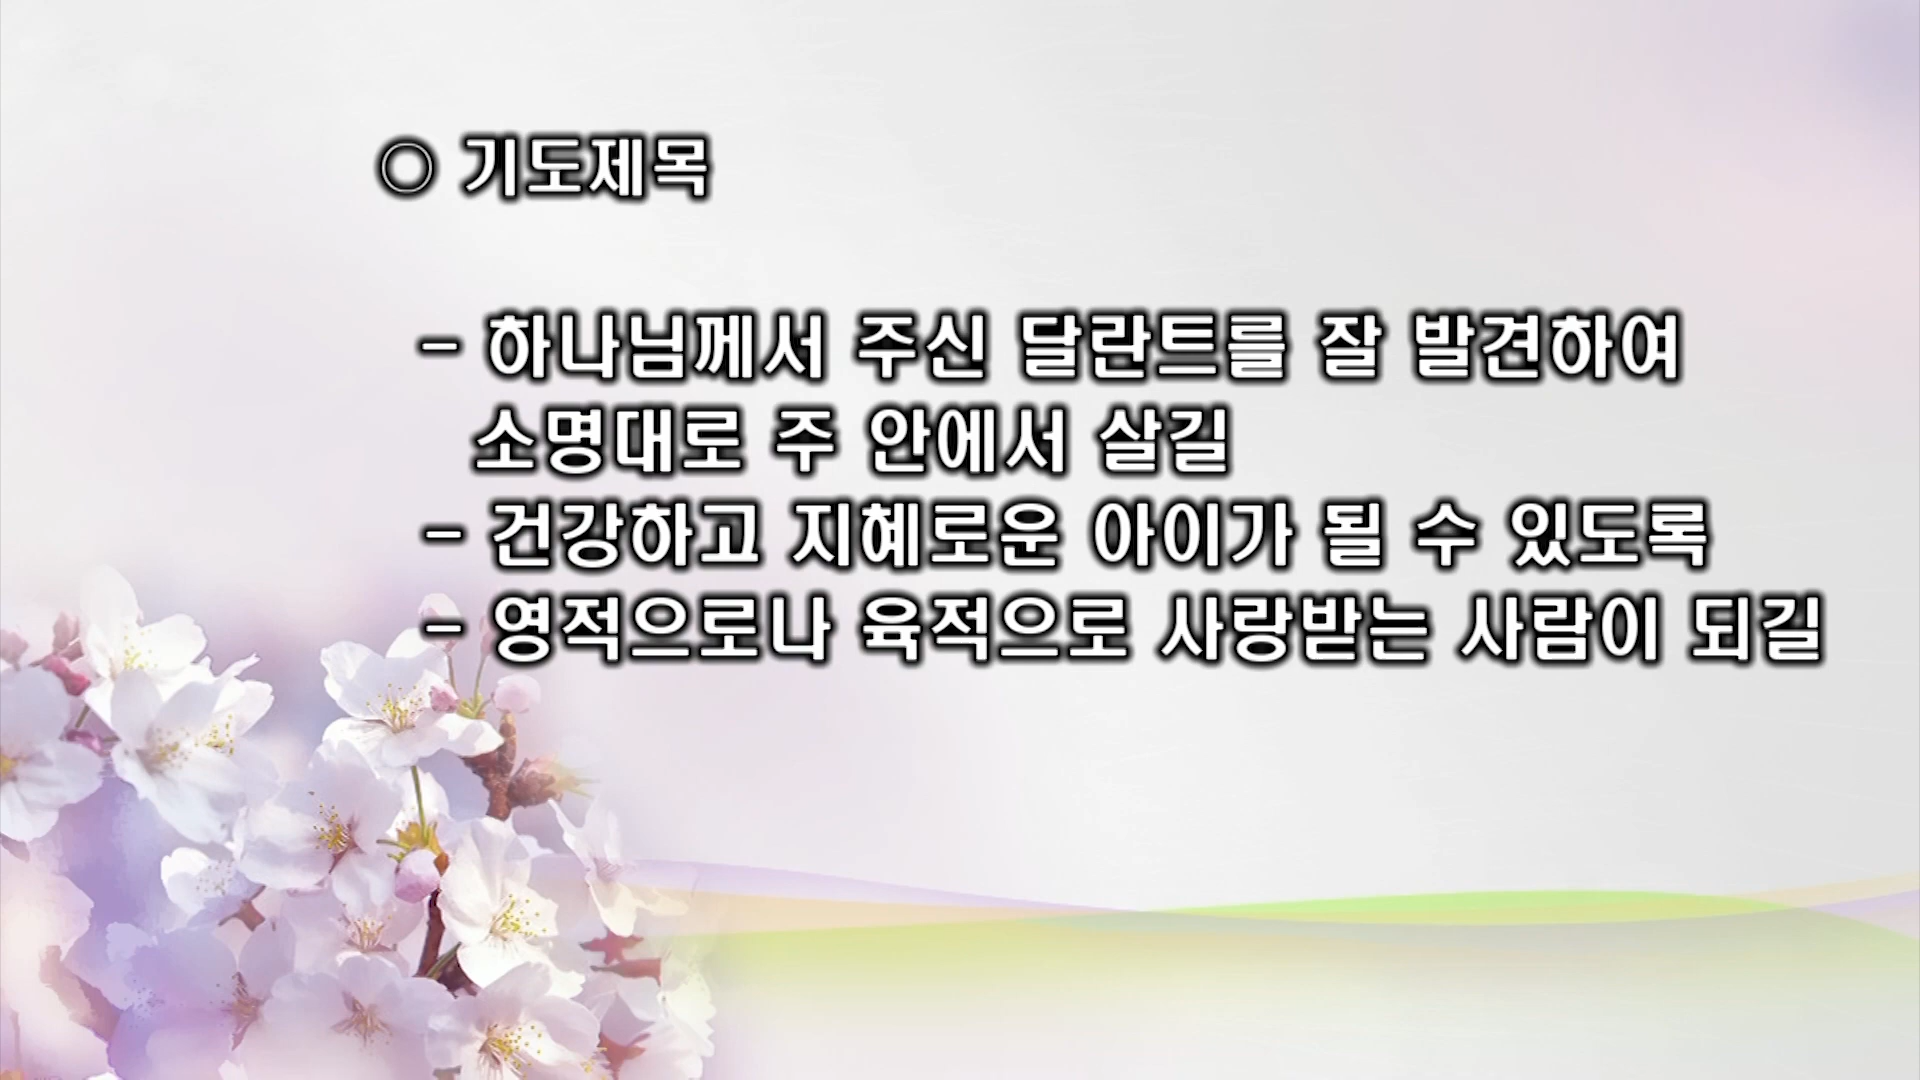 ◎ 기도제목
- 하나님께서 주신 달란트를 잘 발견하여
소명대로 주 안에서 살길
- 건강하고 지혜로운 아이가 될 수 있도록
- 영적으로나 육적으로 사랑받는 사람이 되길